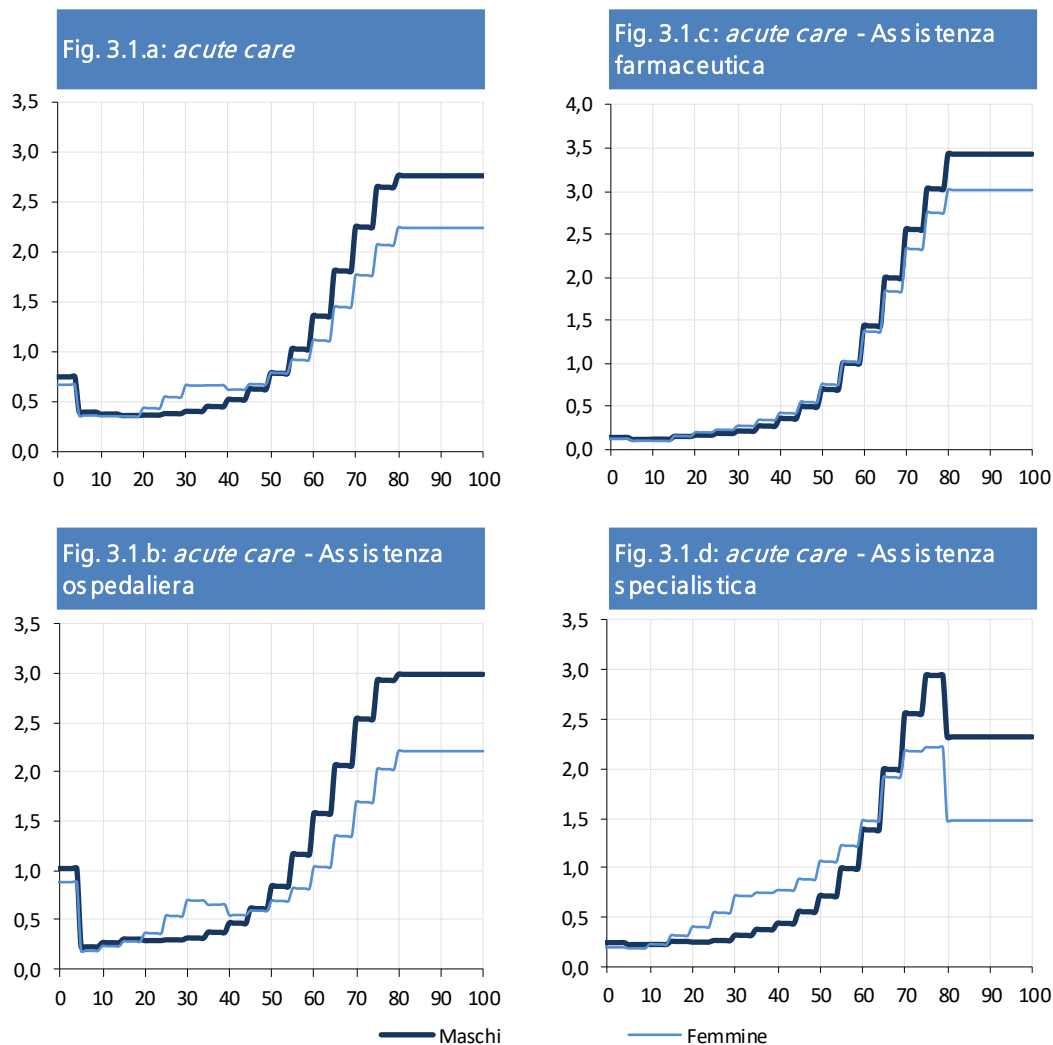 Fig. 3.1.a: acute care
3,5
3,0
2,5
2,0
1,5
1,0
0,5
0,0
0 10 20 30 40 50 60 70 80 90 100
Fig. 3.1.c: acute care - Assistenza
farmaceutica
4,0
3,5
3,0
2,5
2,0
1,5
1,0
0,5
0,0
0 10 20 30 40 50 60 70 80 90 100
Fig. 3.1.b: acute care - Assistenza
ospedaliera
3,5
3,0
2,5
2,0
1,5
1,0
0,5
0,0
0 10 20 30 40 50 60 70 80 90 100
Fig. 3.1.d: acute care - Assistenza
specialistica
3,5
3,0
2,5
2,0
1,5
1,0
0,5
0,0
0 10 20 30 40 50 60 70 80 90 100
Maschi Femmine